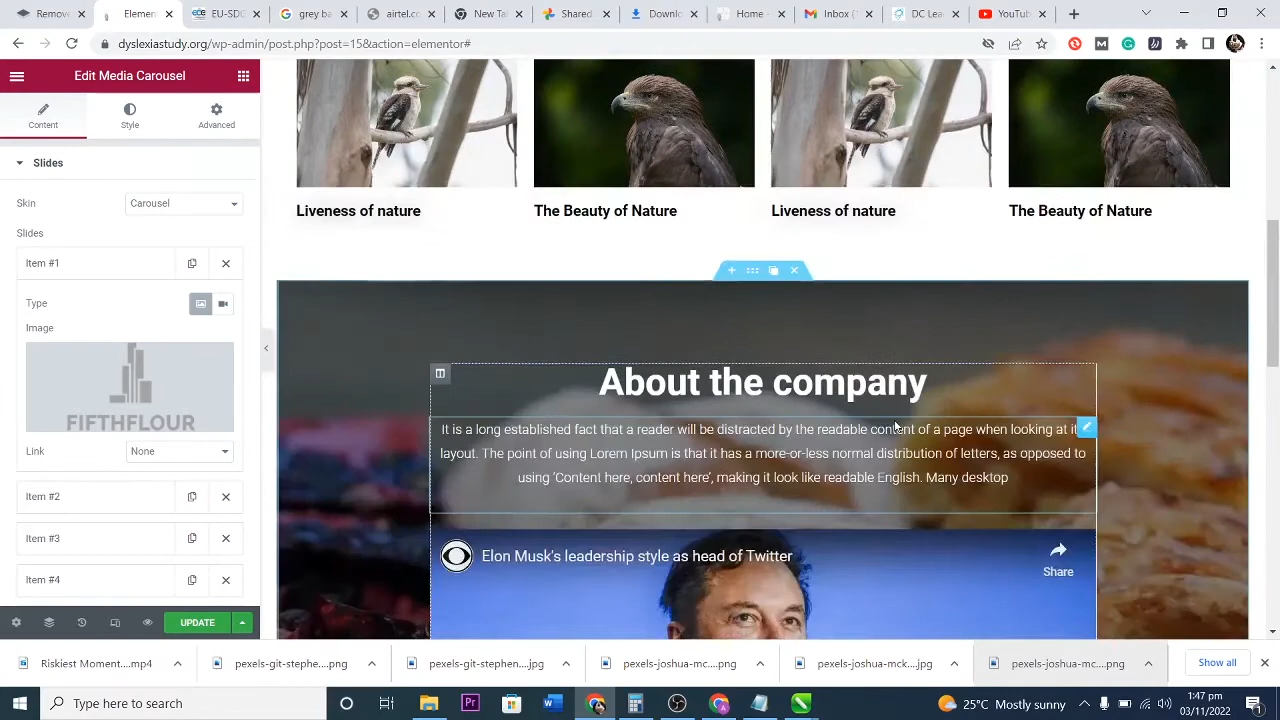 Remove
Elemen
EU-SDG
grey ba
airtel.co
New Ta
Shared
Downlo
Home
Inbox (
DC Lea
YouTub
dyslexiastudy.org/wp-admin/post.php?post=15&action=elementor#
Edit Media Carousel
Content
Style
Advanced
Slides
Skin
Carousel
Slides
Item #1
Type
Image
FIFTHFLOUR
Link
None
Item #2
Item #3
Item #4
UPDATE
Liveness of nature
The Beauty of Nature
Liveness of nature
The Beauty of Nature
About the company
It is a long established fact that a reader will be distracted by the readable content of a page when looking at it
layout. The point of using Lorem Ipsum is that it has a more-or-less normal distribution of letters, as opposed to
using ‘Content here, content here’, making it look like readable English. Many desktop
Elon Musk's leadership style as head of Twitter
Share
Riskiest Moment....mp4
pexels-git-stephe....png
pexels-git-stephen....jpg
pexels-joshua-mc....png
pexels-joshua-mck....jpg
pexels-joshua-mc....png
Show all
Type here to search
25°C Mostly sunny
1:47 pm
03/11/2022